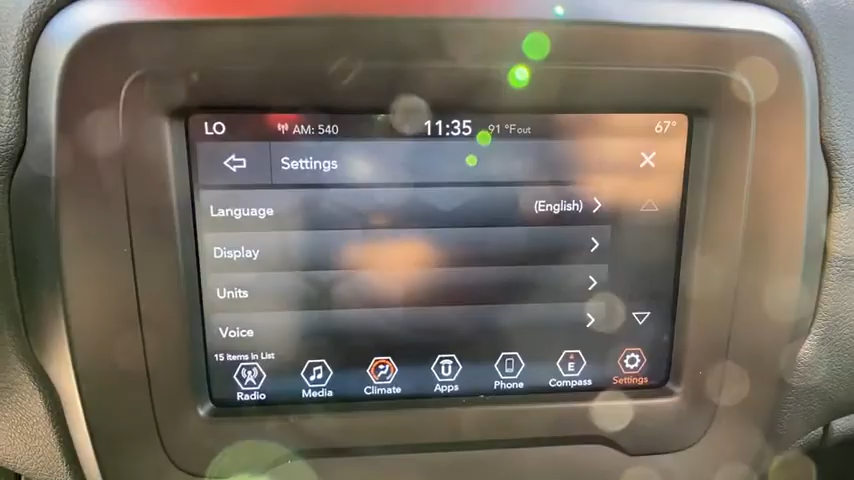 LO AM: 540 11:35 91 °F out 67°
Settings
Language (English)
Display
Units
Voice
15 Items In List
Radio Media Climate Apps Phone E Compass Settings